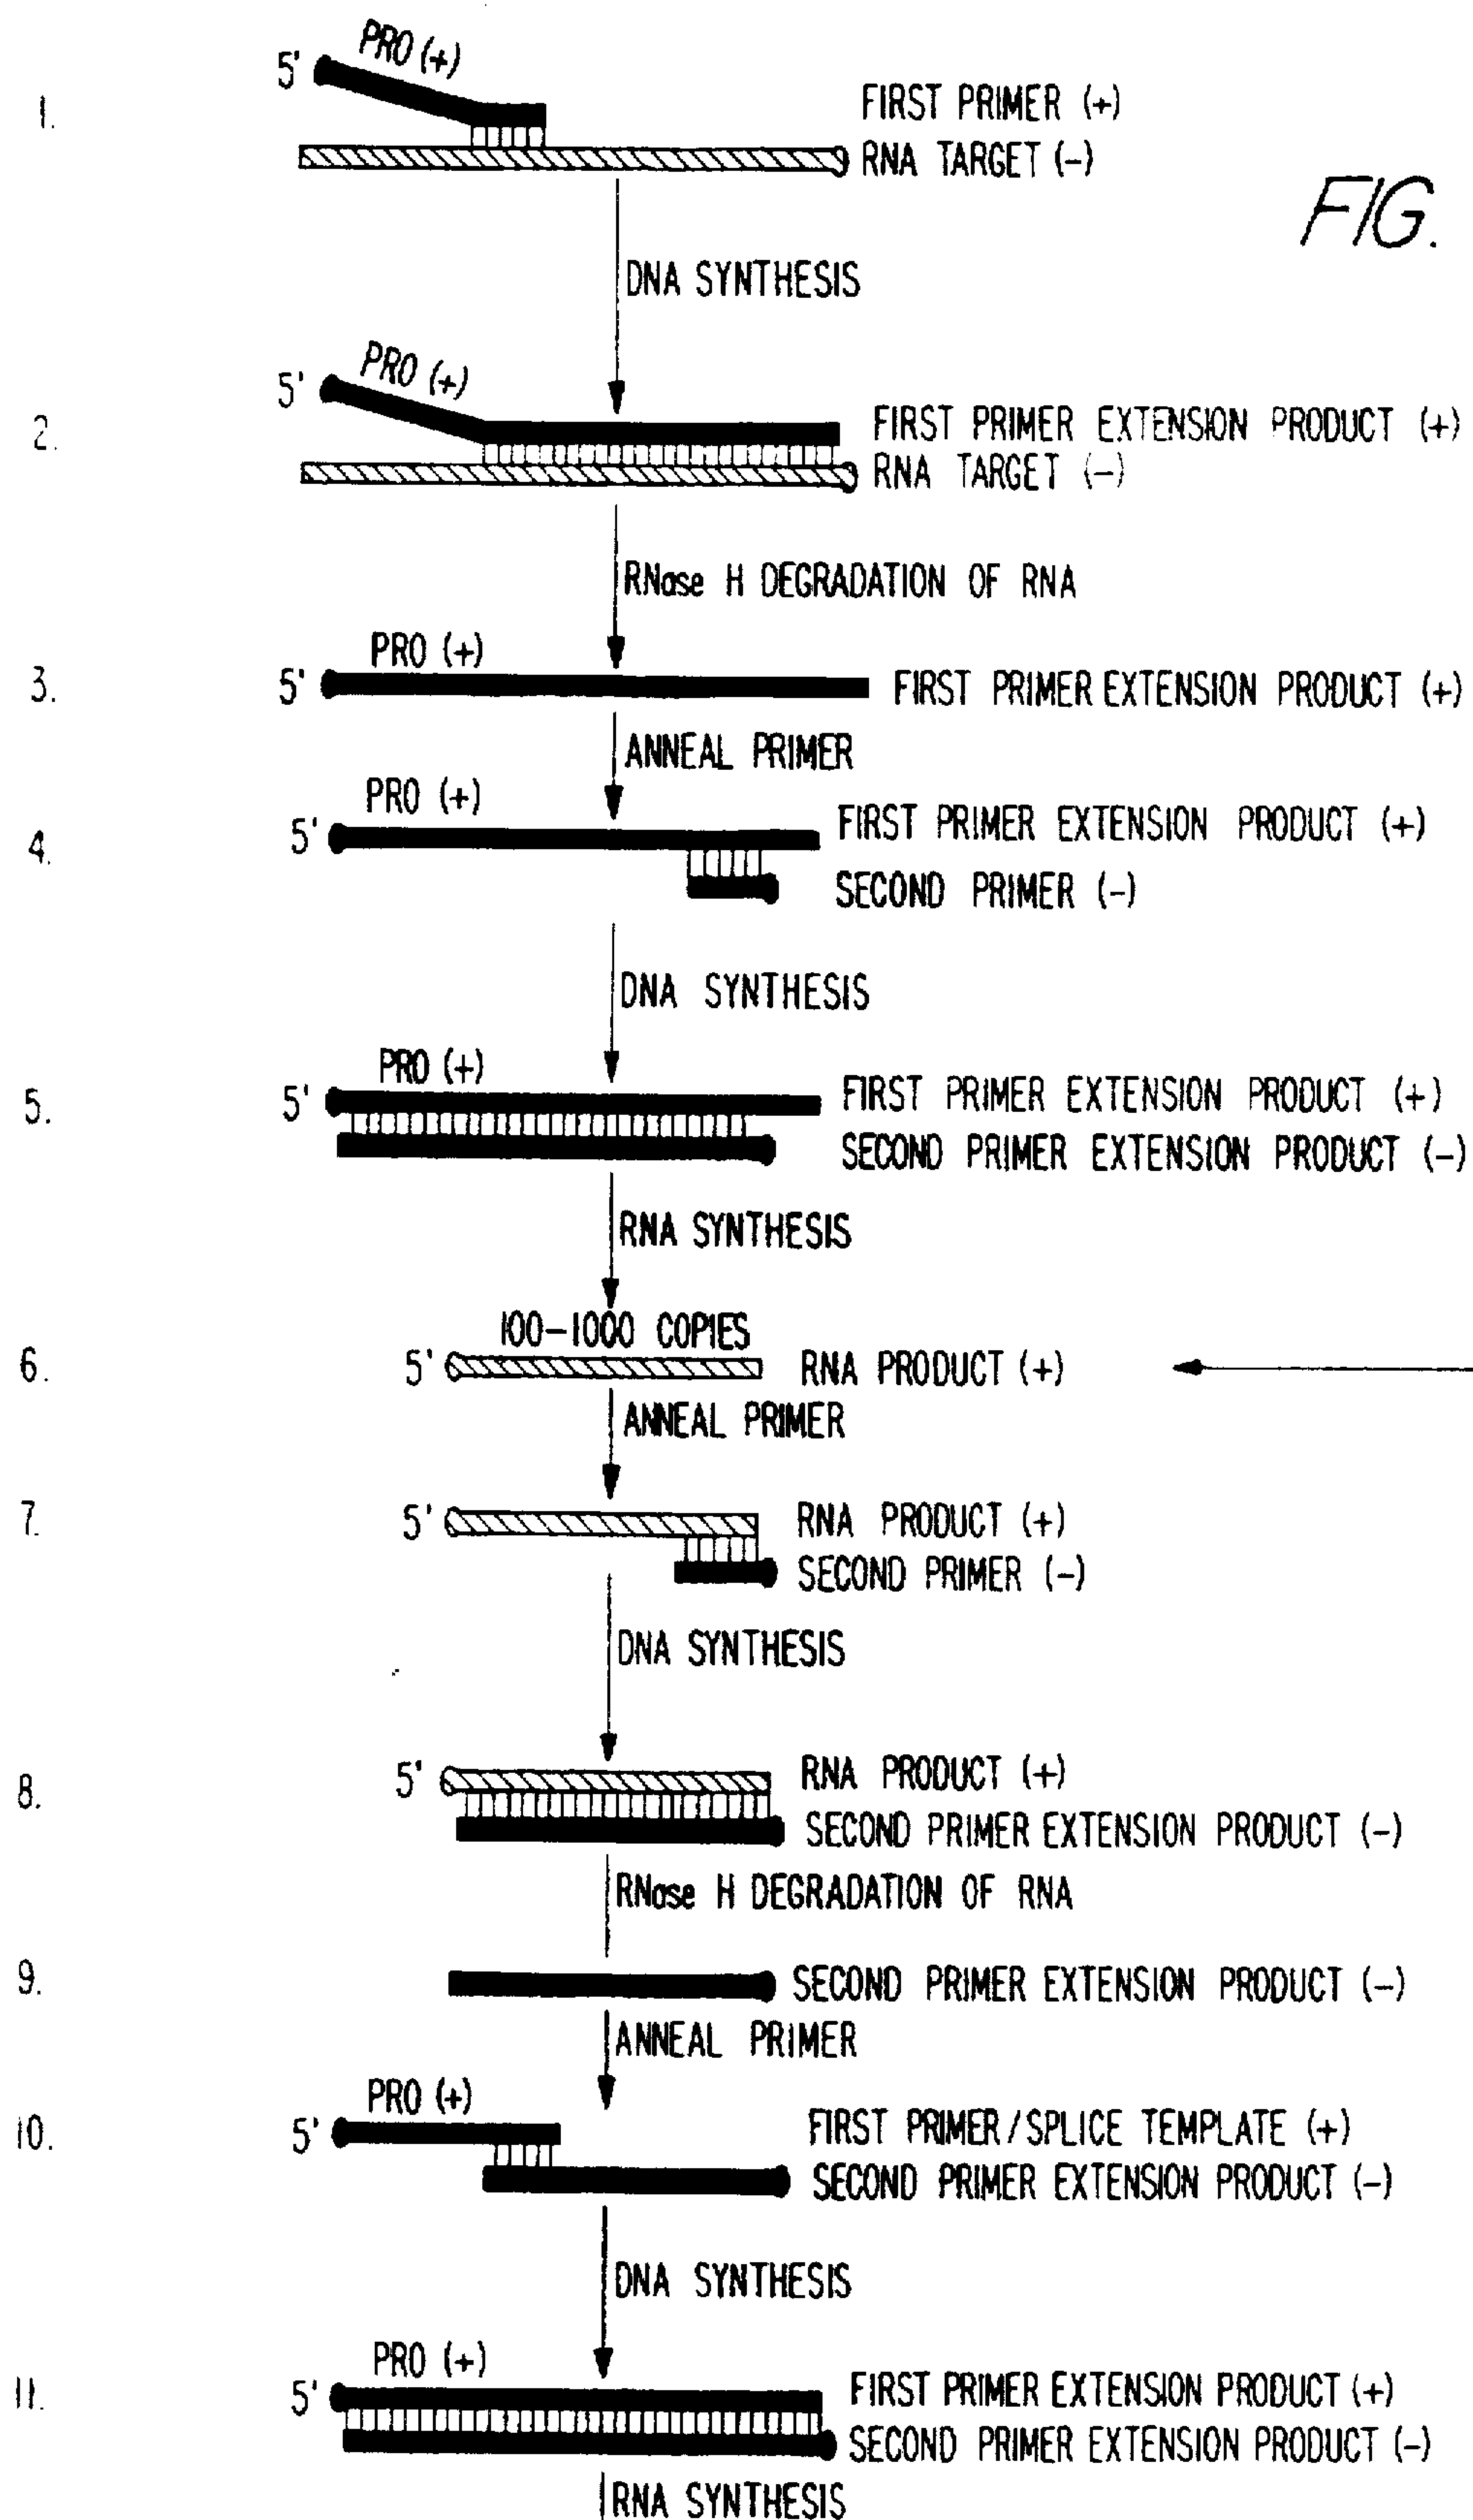 FIG.
1.
5' PRO (+)
FIRST PRIMER (+)
RNA TARGET (-)
DNA SYNTHESIS
2.
5' PRO (+)
FIRST PRIMER EXTENSION PRODUCT (+)
RNA TARGET (-)
RNase H DEGRADATION OF RNA
3.
PRO (+)
5' FIRST PRIMER EXTENSION PRODUCT (+)
ANNEAL PRIMER
4.
PRO (+)
5' FIRST PRIMER EXTENSION PRODUCT (+)
SECOND PRIMER (-)
DNA SYNTHESIS
5.
PRO (+)
5' FIRST PRIMER EXTENSION PRODUCT (+)
SECOND PRIMER EXTENSION PRODUCT (-)
RNA SYNTHESIS
100-1000 COPIES
6. 5' RNA PRODUCT (+)
ANNEAL PRIMER
7. 5' RNA PRODUCT (+)
SECOND PRIMER (-)
DNA SYNTHESIS
8. 5' RNA PRODUCT (+)
SECOND PRIMER EXTENSION PRODUCT (-)
RNase H DEGRADATION OF RNA
9. SECOND PRIMER EXTENSION PRODUCT (-)
ANNEAL PRIMER
PRO (+)
10. 5' FIRST PRIMER/SPLICE TEMPLATE (+)
SECOND PRIMER EXTENSION PRODUCT (-)
DNA SYNTHESIS
PRO (+)
11. 5' FIRST PRIMER EXTENSION PRODUCT (+)
SECOND PRIMER EXTENSION PRODUCT (-)
RNA SYNTHESIS